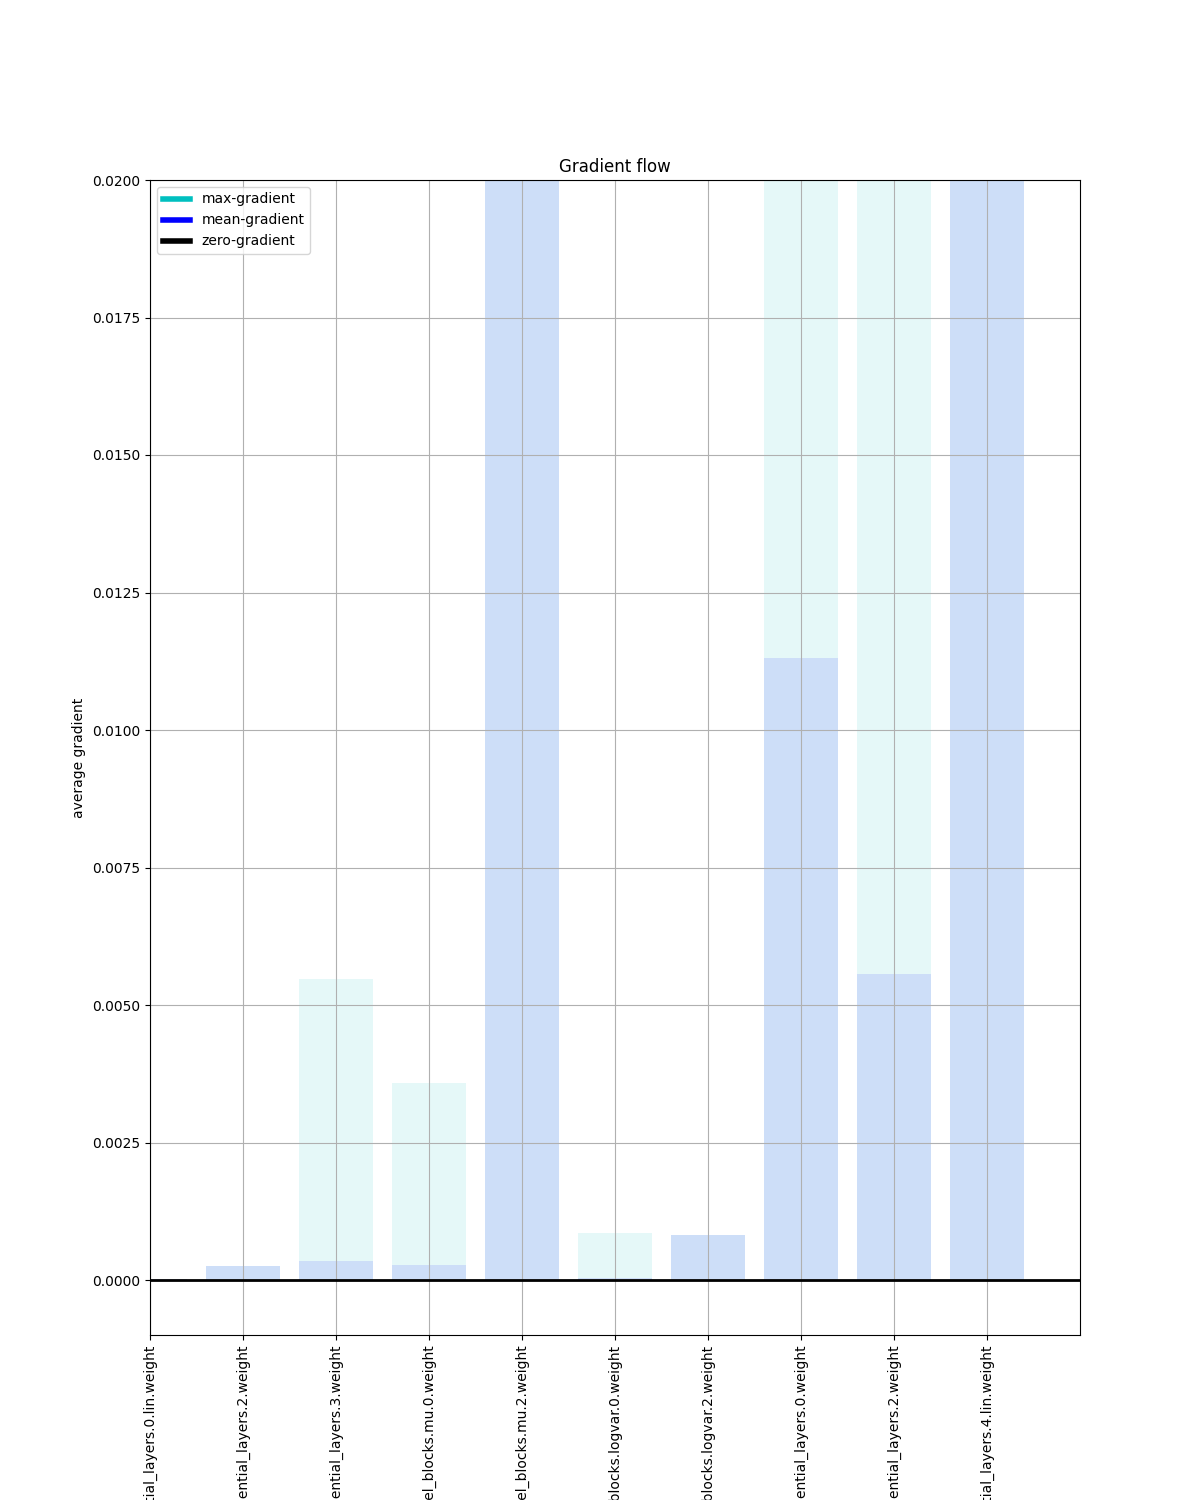 Gradient flow
max-gradient
mean-gradient
zero-gradient
0.0200
0.0175
0.0150
0.0125
0.0100
0.0075
0.0050
0.0025
0.0000
average gradient
tial_layers.0.lin.weight
ential_layers.2.weight
ential_layers.3.weight
el_blocks.mu.0.weight
el_blocks.mu.2.weight
blocks.logvar.0.weight
blocks.logvar.2.weight
ential_layers.0.weight
ential_layers.2.weight
tial_layers.4.lin.weight